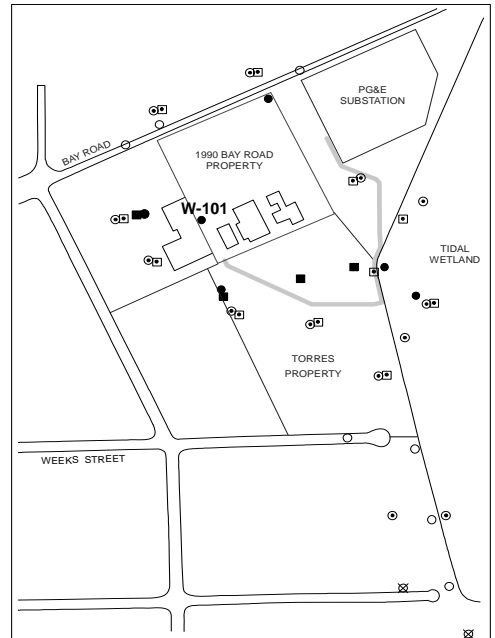 PG&E
SUBSTATION
BAY ROAD
1990 BAY ROAD
PROPERTY
W-101
TIDAL
WETLAND
TORRES
PROPERTY
WEEKS STREET